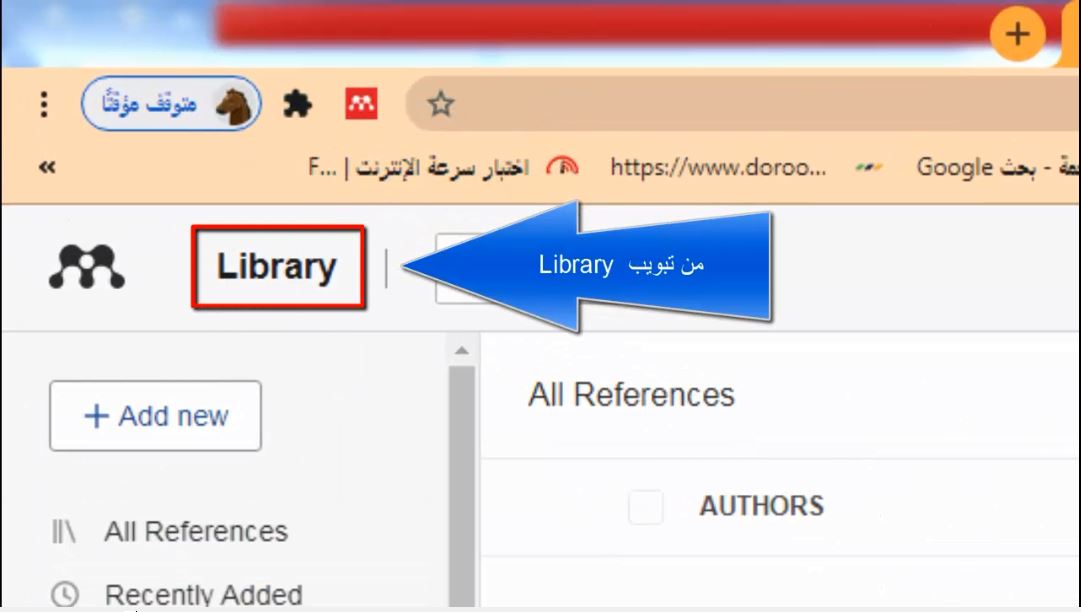 متوقف مؤقتًا
اختبار سرعة الإنترنت | F...
https://www.doroo...
بحث Google -
Library
من تبويب Library
+ Add new
All References
AUTHORS
All References
Recently Added